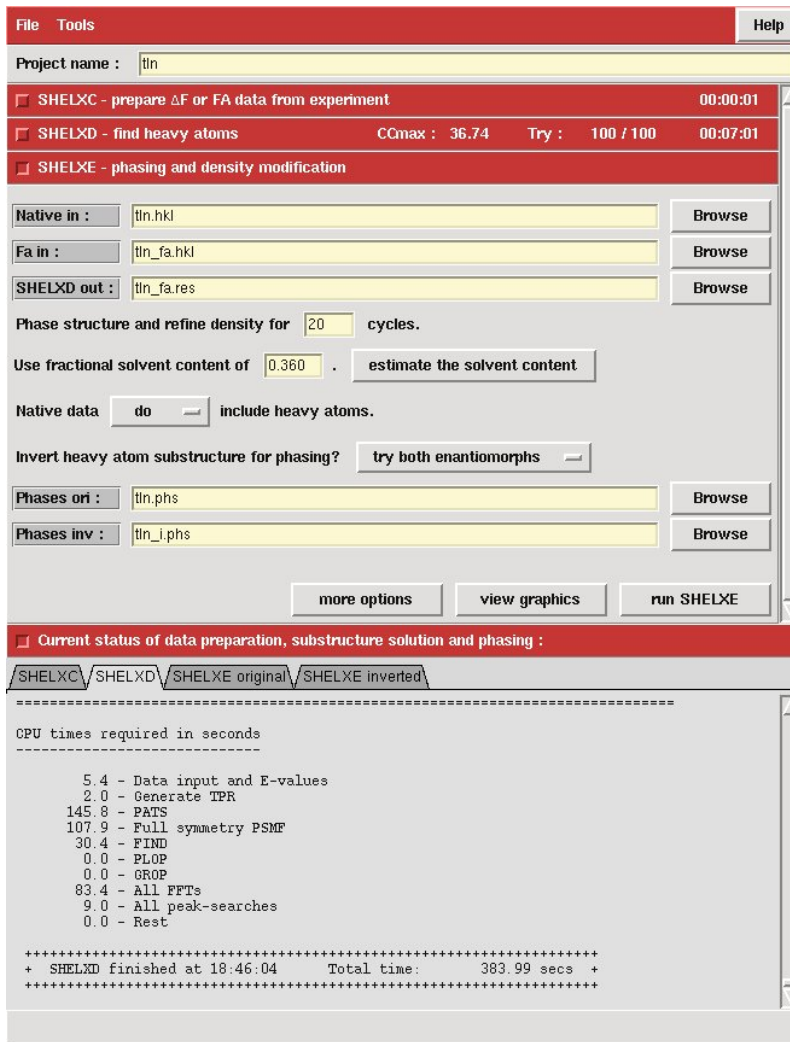 File Tools Help
Project name : tln
SHELXC - prepare ΔF or FA data from experiment 00:00:01
SHELXD - find heavy atoms CCmax : 36.74 Try : 100 / 100 00:07:01
SHELXE - phasing and density modification
Native in : tln.hkl Browse
Fa in : tln_fa.hkl Browse
SHELXD out : tln_fa.res Browse
Phase structure and refine density for 20 cycles.
Use fractional solvent content of 0.360 . estimate the solvent content
Native data do include heavy atoms.
Invert heavy atom substructure for phasing? try both enantiomorphs
Phases ori : tln.phs Browse
Phases inv : tln_i.phs Browse
more options view graphics run SHELXE
Current status of data preparation, substructure solution and phasing :
SHELXC SHELXD SHELXE original SHELXE inverted
==============================================================================
CPU times required in seconds
-----------------------------
5.4 - Data input and E-values
2.0 - Generate TPR
145.8 - PATS
107.9 - Full symmetry PSMF
30.4 - FIND
0.0 - PLOP
0.0 - GROP
83.4 - All FFTs
9.0 - All peak-searches
0.0 - Rest
++++++++++++++++++++++++++++++++++++++++++++++++++++++++++++++++++++
+ SHELXD finished at 18:46:04 Total time: 383.99 secs +
++++++++++++++++++++++++++++++++++++++++++++++++++++++++++++++++++++